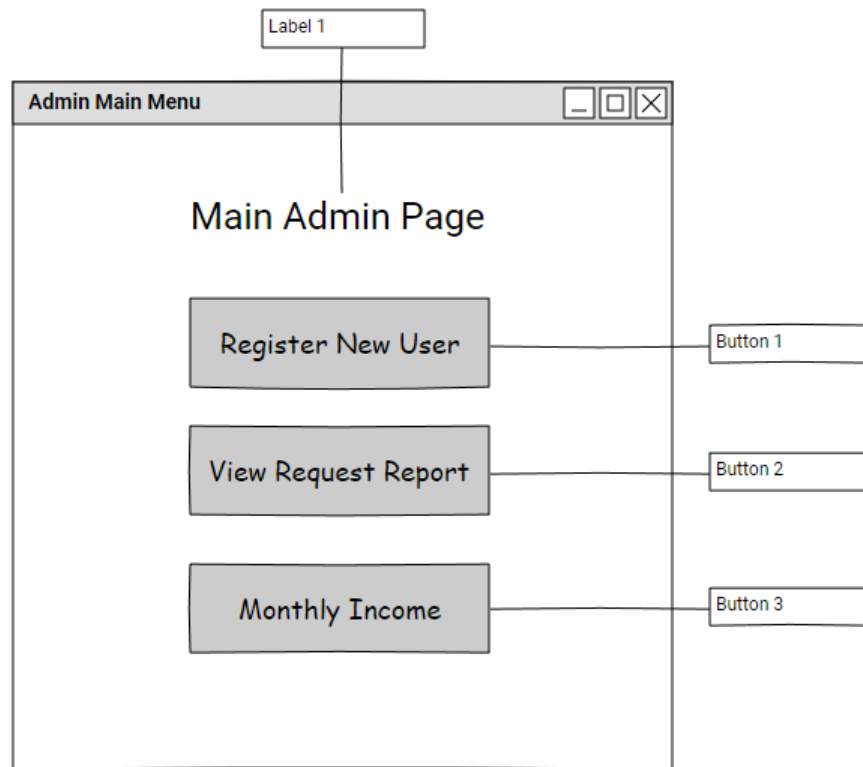 Label 1
Admin Main Menu
Main Admin Page
Register New User
Button 1
View Request Report
Button 2
Monthly Income
Button 3